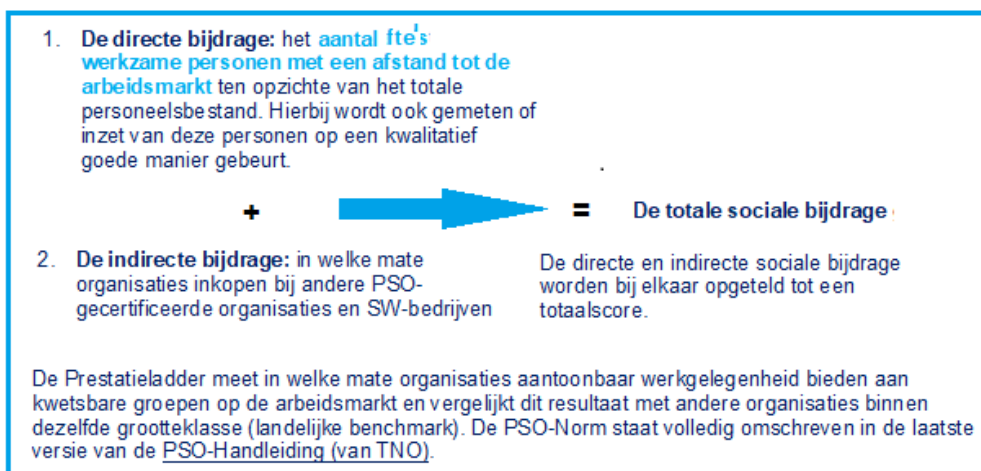 1. De directe bijdrage: het aantal fte's
werkzame personen met een afstand tot de
arbeidsmarkt ten opzichte van het totale
personeelsbestand. Hierbij wordt ook gemeten of
inzet van deze personen op een kwalitatief
goede manier gebeurt.
+ = De totale sociale bijdrage
2. De indirecte bijdrage: in welke mate
organisaties inkopen bij andere PSO-
gecertificeerde organisaties en SW-bedrijven
De directe en indirecte sociale bijdrage
worden bij elkaar opgeteld tot een
totaalscore.
De Prestatieladder meet in welke mate organisaties aantoonbaar werkgelegenheid bieden aan
kwetsbare groepen op de arbeidsmarkt en vergelijkt dit resultaat met andere organisaties binnen
dezelfde grootteklasse (landelijke benchmark). De PSO-Norm staat volledig omschreven in de laatste
versie van de PSO-Handleiding (van TNO).